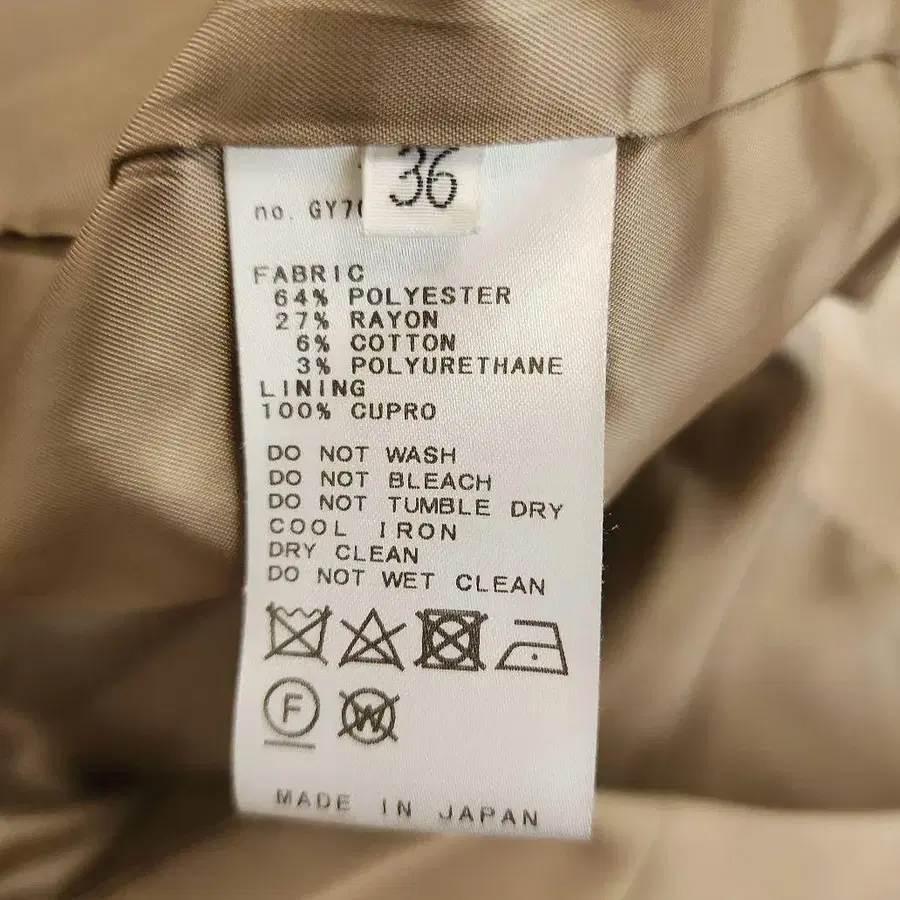 36
no. GY70
FABRIC
64% POLYESTER
27% RAYON
6% COTTON
3% POLYURETHANE
LINING
100% CUPRO
DO NOT WASH
DO NOT BLEACH
DO NOT TUMBLE DRY
COOL IRON
DRY CLEAN
DO NOT WET CLEAN
F W
MADE IN JAPAN